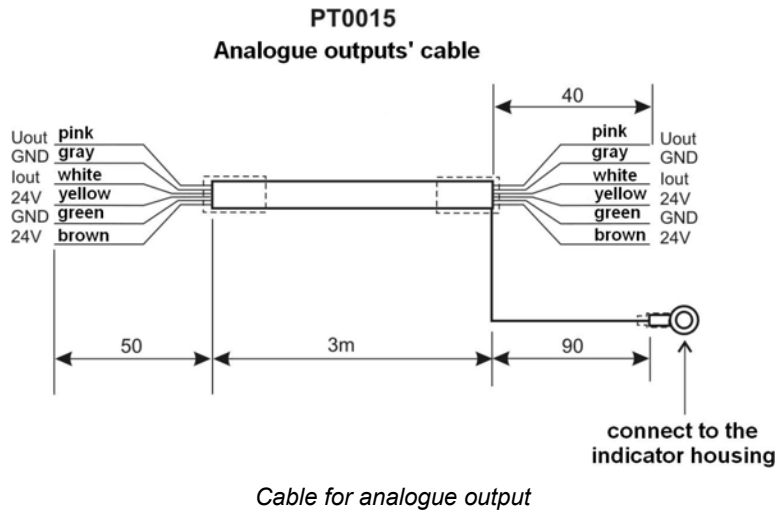 PT0015
Analogue outputs' cable
40
Uout pink
GND gray
Iout white
24V yellow
GND green
24V brown
pink Uout
gray GND
white Iout
yellow 24V
green GND
brown 24V
50
3m
90
connect to the
indicator housing
Cable for analogue output